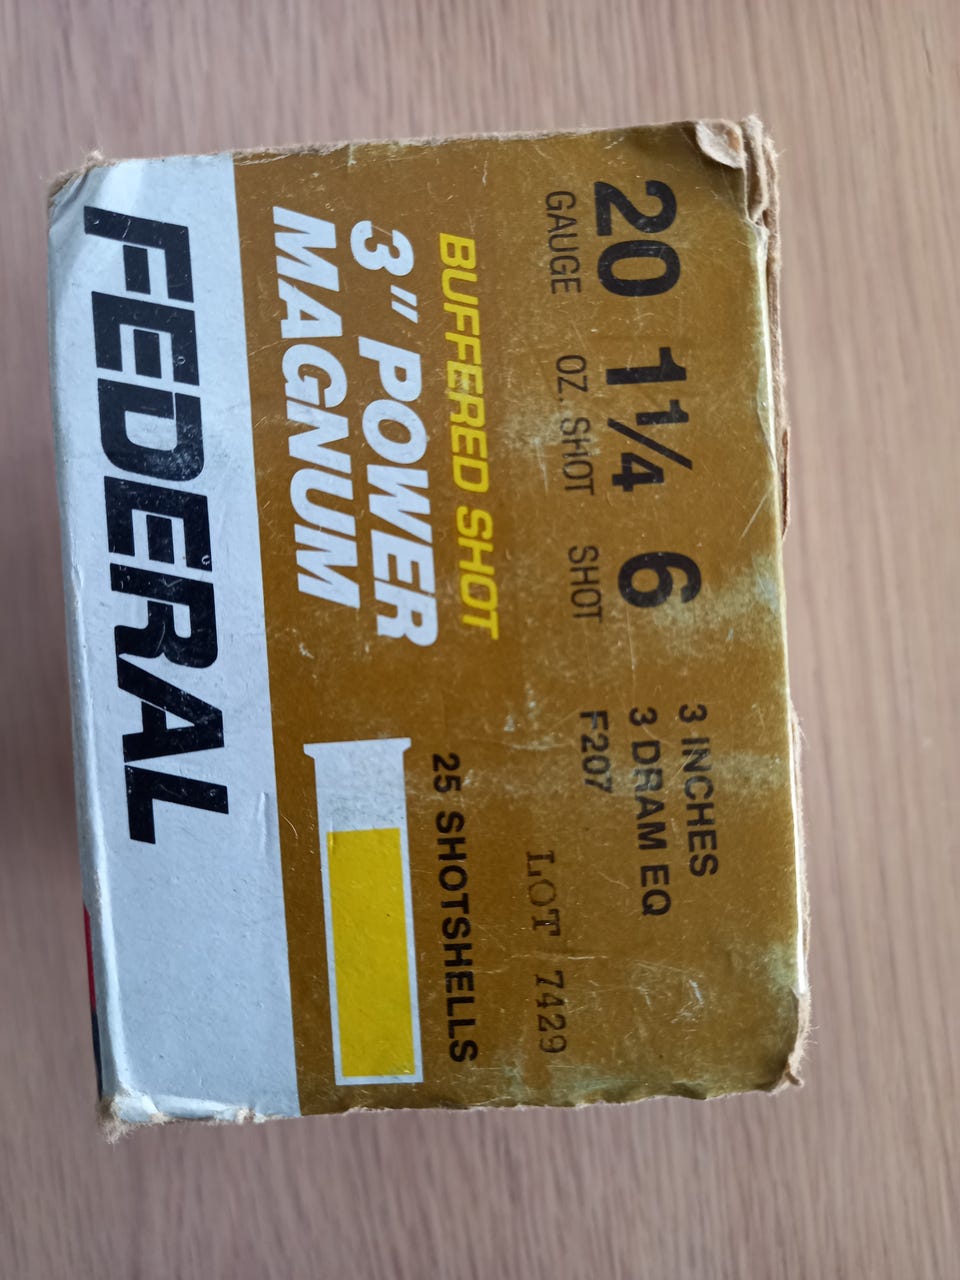 FEDERAL
3" POWER
MAGNUM
BUFFERED SHOT
25 SHOTSHELLS
20 1 1/4 6
GAUGE OZ. SHOT SHOT
3 INCHES
3 DRAM EQ
F207
LOT 7429